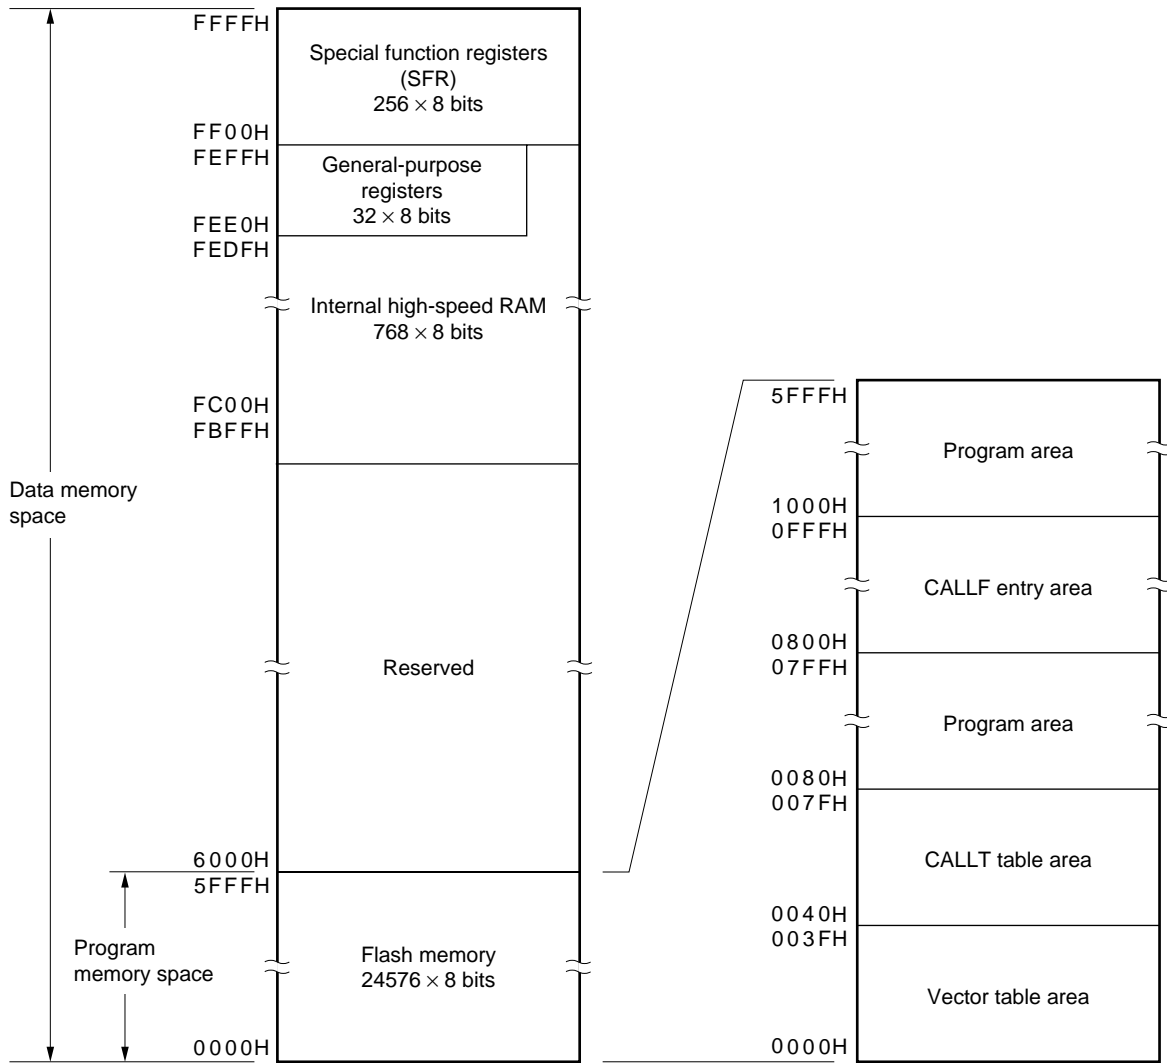 FFFFH
Special function registers
(SFR)
256 × 8 bits
FF00H
FEFFH
General-purpose
registers
32 × 8 bits
FEE0H
FEDFH
Internal high-speed RAM
768 × 8 bits
FC00H
FBFFH
Data memory
space
Reserved
6000H
5FFFH
Program
memory space
Flash memory
24576 × 8 bits
0000H
5FFFH
Program area
1000H
0FFFH
CALLF entry area
0800H
07FFH
Program area
0080H
007FH
CALLT table area
0040H
003FH
Vector table area
0000H